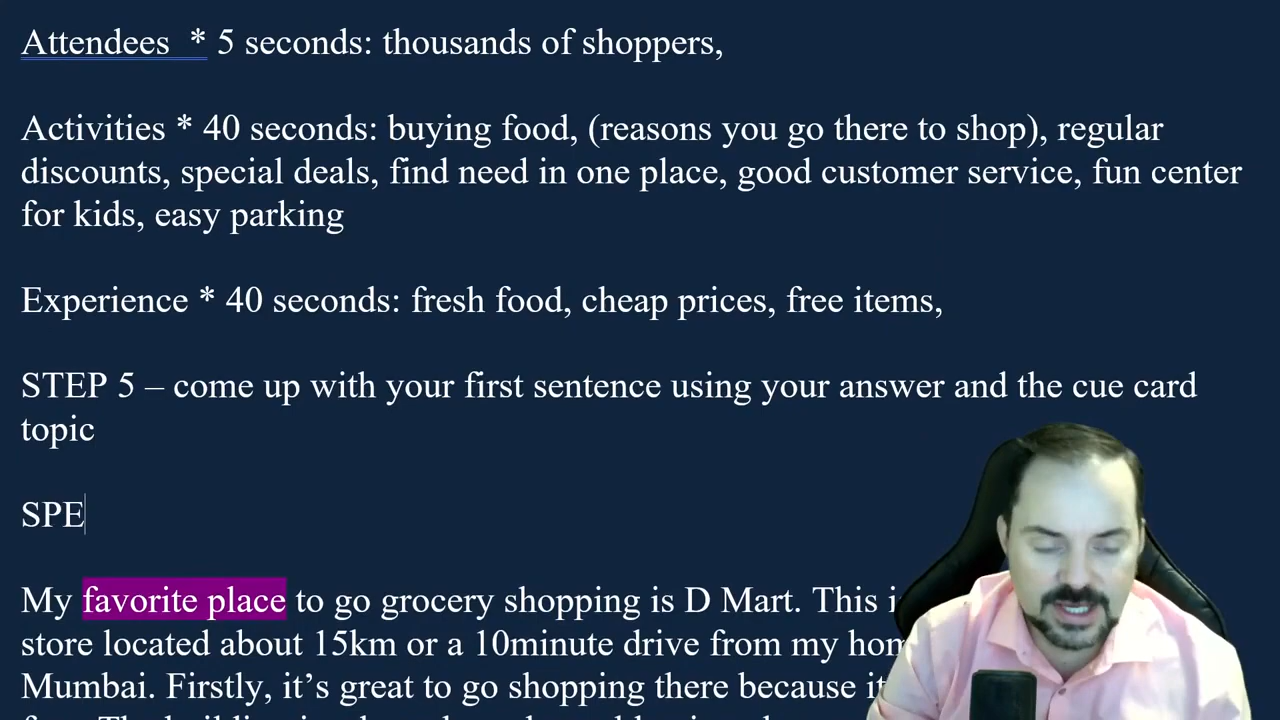 Attendees * 5 seconds: thousands of shoppers,
Activities * 40 seconds: buying food, (reasons you go there to shop), regular
discounts, special deals, find need in one place, good customer service, fun center
for kids, easy parking
Experience * 40 seconds: fresh food, cheap prices, free items,
STEP 5 – come up with your first sentence using your answer and the cue card
topic
SPE
My favorite place to go grocery shopping is D Mart. This
store located about 15km or a 10minute drive from my
Mumbai. Firstly, it’s great to go shopping there because